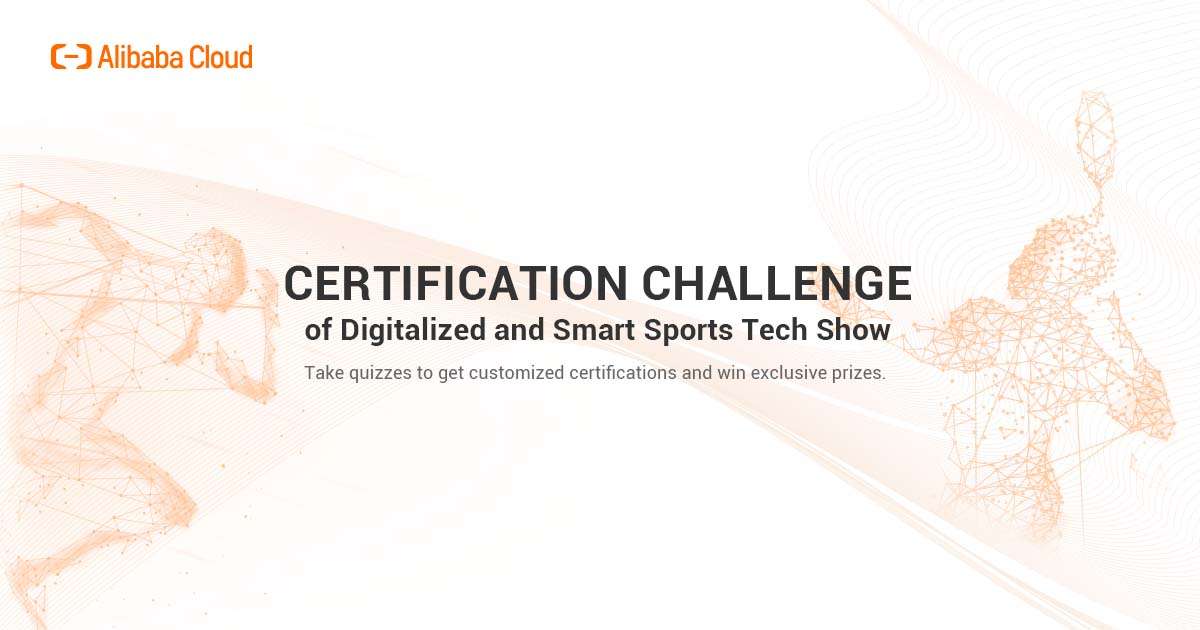 Alibaba Cloud
CERTIFICATION CHALLENGE
of Digitalized and Smart Sports Tech Show
Take quizzes to get customized certifications and win exclusive prizes.